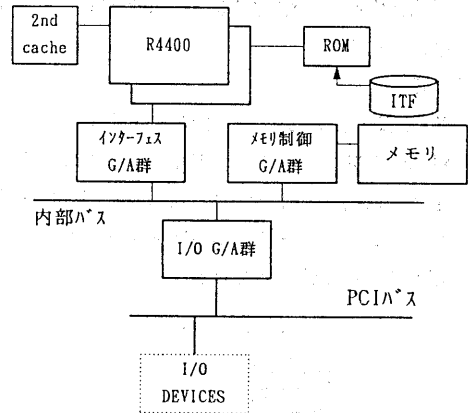 2nd
cache
R4400
ROM
ITF
インターフェス
G/A群
メモリ制御
G/A群
メモリ
内部バス
I/O G/A群
PCIバス
I/O
DEVICES